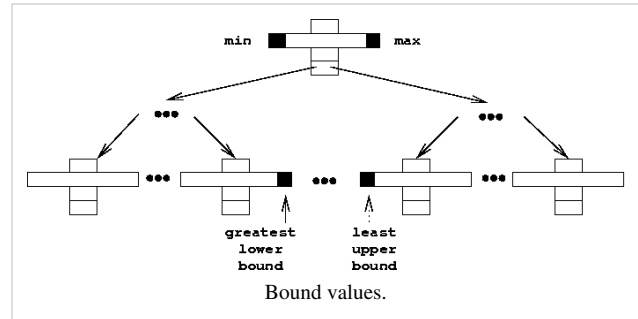 min max
greatest least
lower upper
bound bound
Bound values.